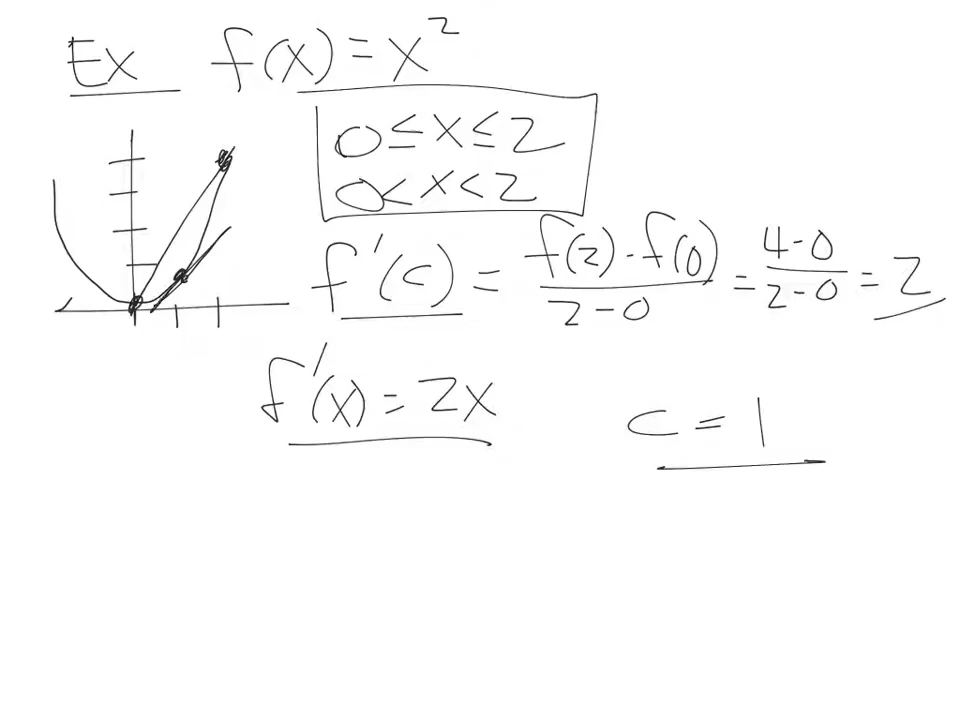 Ex f(x) = x²
0 ≤ x ≤ 2
0 < x < 2
f'(c) = f(2) - f(0) / 2 - 0 = 4 - 0 / 2 - 0 = 2
f'(x) = 2x
c = 1